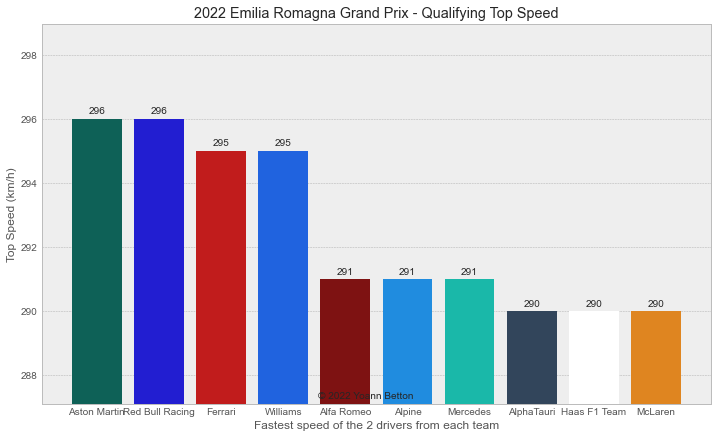 2022 Emilia Romagna Grand Prix - Qualifying Top Speed
Top Speed (km/h)
298
296
294
292
290
288
296
296
295
295
291
291
291
290
290
290
© 2022 Yoann Betton
Aston Martin
Red Bull Racing
Ferrari
Williams
Alfa Romeo
Alpine
Mercedes
AlphaTauri
Haas F1 Team
McLaren
Fastest speed of the 2 drivers from each team